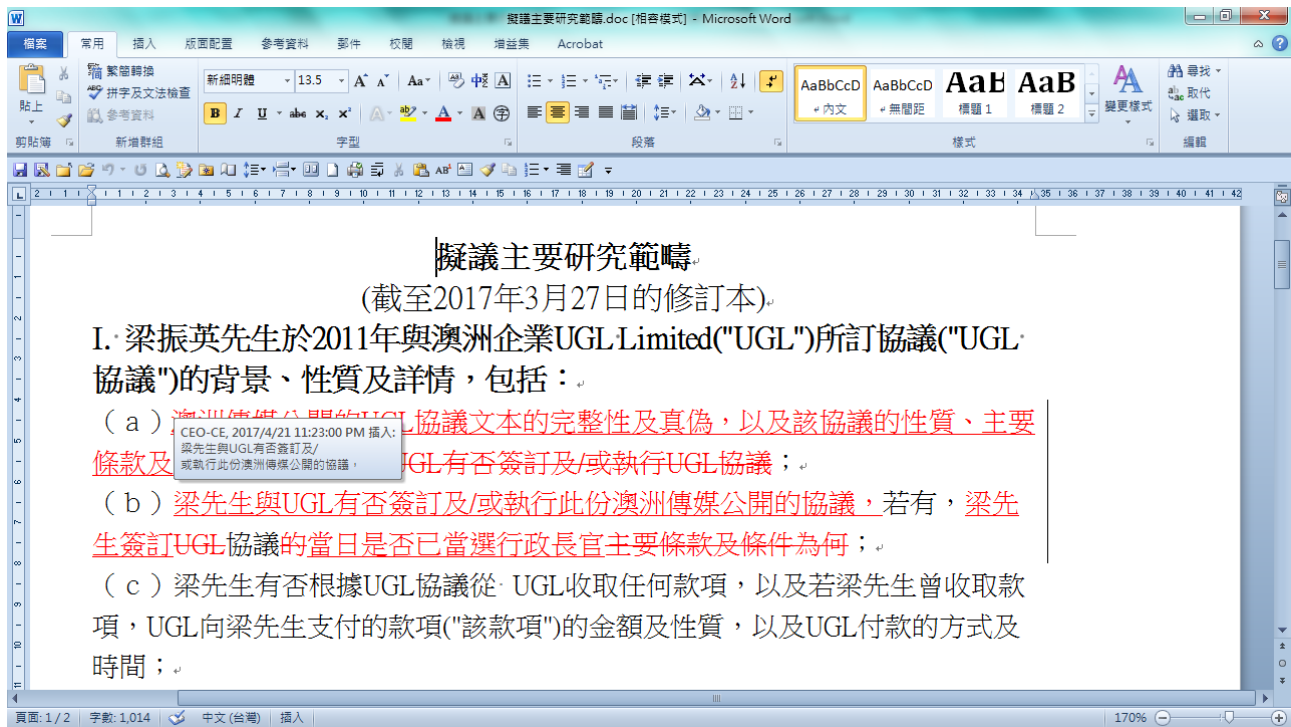 擬議主要研究範疇.doc [相容模式] - Microsoft Word
檔案 常用 插入 版面配置 參考資料 郵件 校閱 檢視 增益集 Acrobat
貼上
繁簡轉換
拼字及文法檢查
參考資料
新細明體 13.5
AaBbCcD AaBbCcD AaB AaB
內文 無間距 標題 1 標題 2
變更樣式
尋找
取代
選取
剪貼簿 新增群組 字型 段落 樣式 編輯
擬議主要研究範疇
(截至2017年3月27日的修訂本)
I. 梁振英先生於2011年與澳洲企業UGL Limited("UGL")所訂協議("UGL
協議")的背景、性質及詳情，包括：
（a）澳洲傳媒公開的UGL協議文本的完整性及真偽，以及該協議的性質、主要
CEO-CE, 2017/4/21 11:23:00 PM 插入:
梁先生與UGL有否簽訂及/
或執行此份澳洲傳媒公開的協議，
條款及UGL有否簽訂及/或執行UGL協議；
（b）梁先生與UGL有否簽訂及/或執行此份澳洲傳媒公開的協議，若有，梁先
生簽訂UGL協議的當日是否已當選行政長官主要條款及條件為何；
（c）梁先生有否根據UGL協議從 UGL收取任何款項，以及若梁先生曾收取款
項，UGL向梁先生支付的款項("該款項")的金額及性質，以及UGL付款的方式及
時間；
頁面: 1 / 2 字數: 1,014 中文 (台灣) 插入 170%